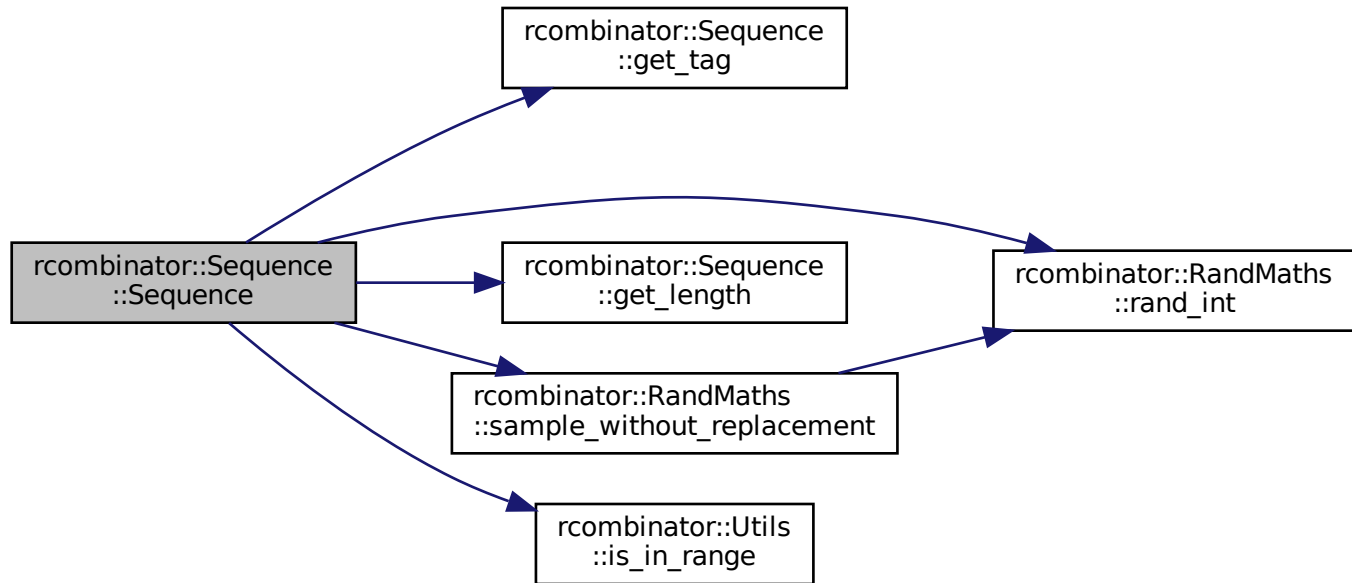 rcombinator::Sequence
::get_tag
rcombinator::Sequence
::Sequence
rcombinator::Sequence
::get_length
rcombinator::RandMaths
::rand_int
rcombinator::RandMaths
::sample_without_replacement
rcombinator::Utils
::is_in_range